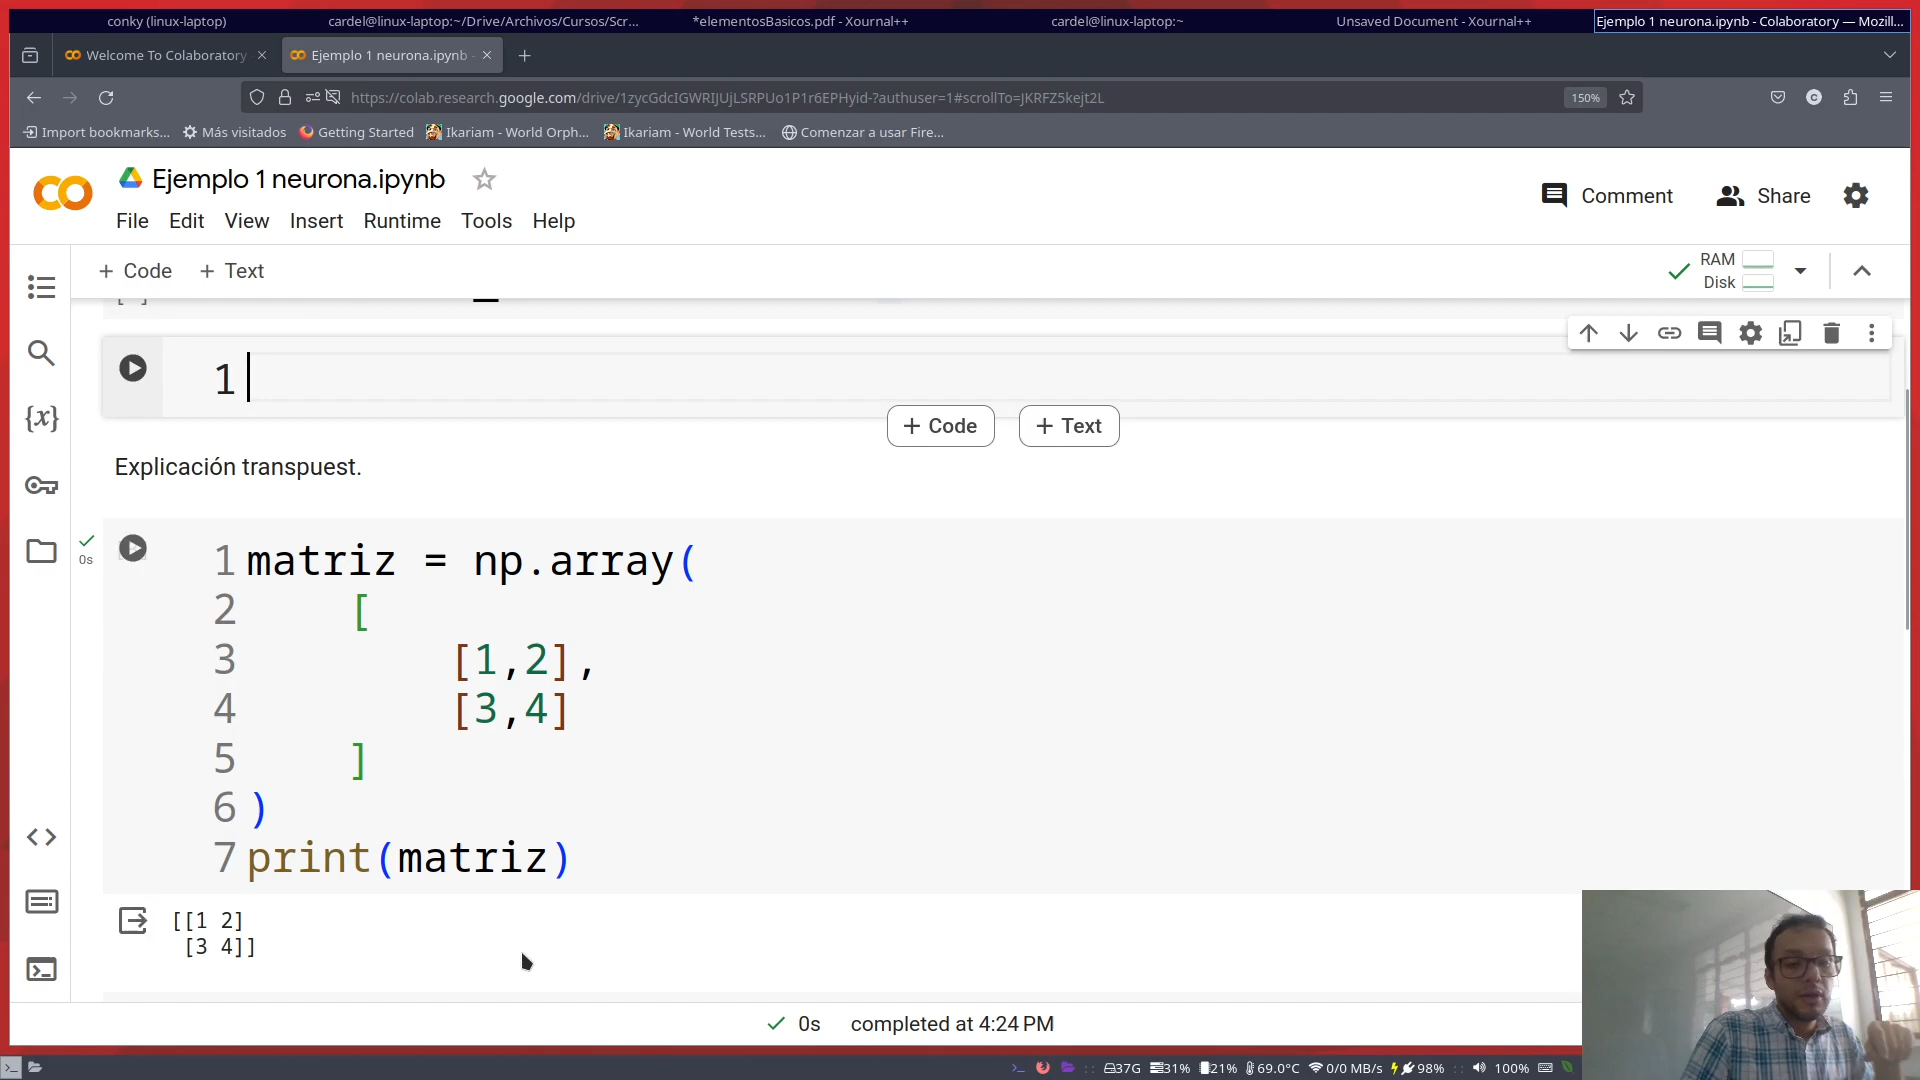 conky (linux-laptop)
cardel@linux-laptop:~/Drive/Archivos/Cursos/Scr...
*elementosBasicos.pdf - Xournal++
cardel@linux-laptop:~
Unsaved Document - Xournal++
Ejemplo 1 neurona.ipynb - Colaboratory — Mozill...
Welcome To Colaboratory
Ejemplo 1 neurona.ipynb -
https://colab.research.google.com/drive/1zycGdcIGWRIJUjLSRPUo1P1r6EPHyid-?authuser=1#scrollTo=JKRFZ5kejt2L
150%
C
Import bookmarks...
Más visitados
Getting Started
Ikariam - World Orph...
Ikariam - World Tests...
Comenzar a usar Fire...
Ejemplo 1 neurona.ipynb
Comment
Share
File Edit View Insert Runtime Tools Help
+ Code + Text
RAM
Disk
{x}
1
+ Code
+ Text
Explicación transpuest.
0s
1 matriz = np.array(
2 [
3 [1,2],
4 [3,4]
5 ]
6 )
7 print(matriz)
[[1 2]
[3 4]]
0s completed at 4:24 PM
37G 31% 21% 69.0°C 0/0 MB/s 98% 100%